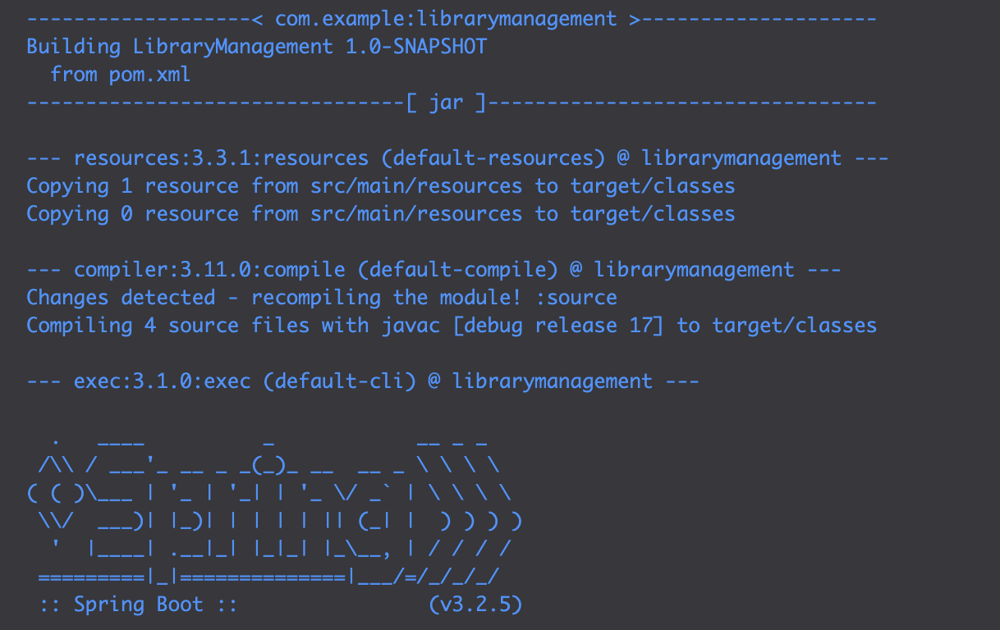 -------------------< com.example:librarymanagement >--------------------
Building LibraryManagement 1.0-SNAPSHOT
  from pom.xml
--------------------------------[ jar ]---------------------------------

--- resources:3.3.1:resources (default-resources) @ librarymanagement ---
Copying 1 resource from src/main/resources to target/classes
Copying 0 resource from src/main/resources to target/classes

--- compiler:3.11.0:compile (default-compile) @ librarymanagement ---
Changes detected - recompiling the module! :source
Compiling 4 source files with javac [debug release 17] to target/classes

--- exec:3.1.0:exec (default-cli) @ librarymanagement ---

  .   ____          _            __ _ _
 /\\ / ___'_ __ _ _(_)_ __  __ _ \ \ \ \
( ( )\___ | '_ | '_| | '_ \/ _` | \ \ \ \
 \\/  ___)| |_)| | | | | || (_| |  ) ) ) )
  '  |____| .__|_| |_|_| |_\__, | / / / /
 =========|_|==============|___/=/_/_/_/
 :: Spring Boot ::                (v3.2.5)